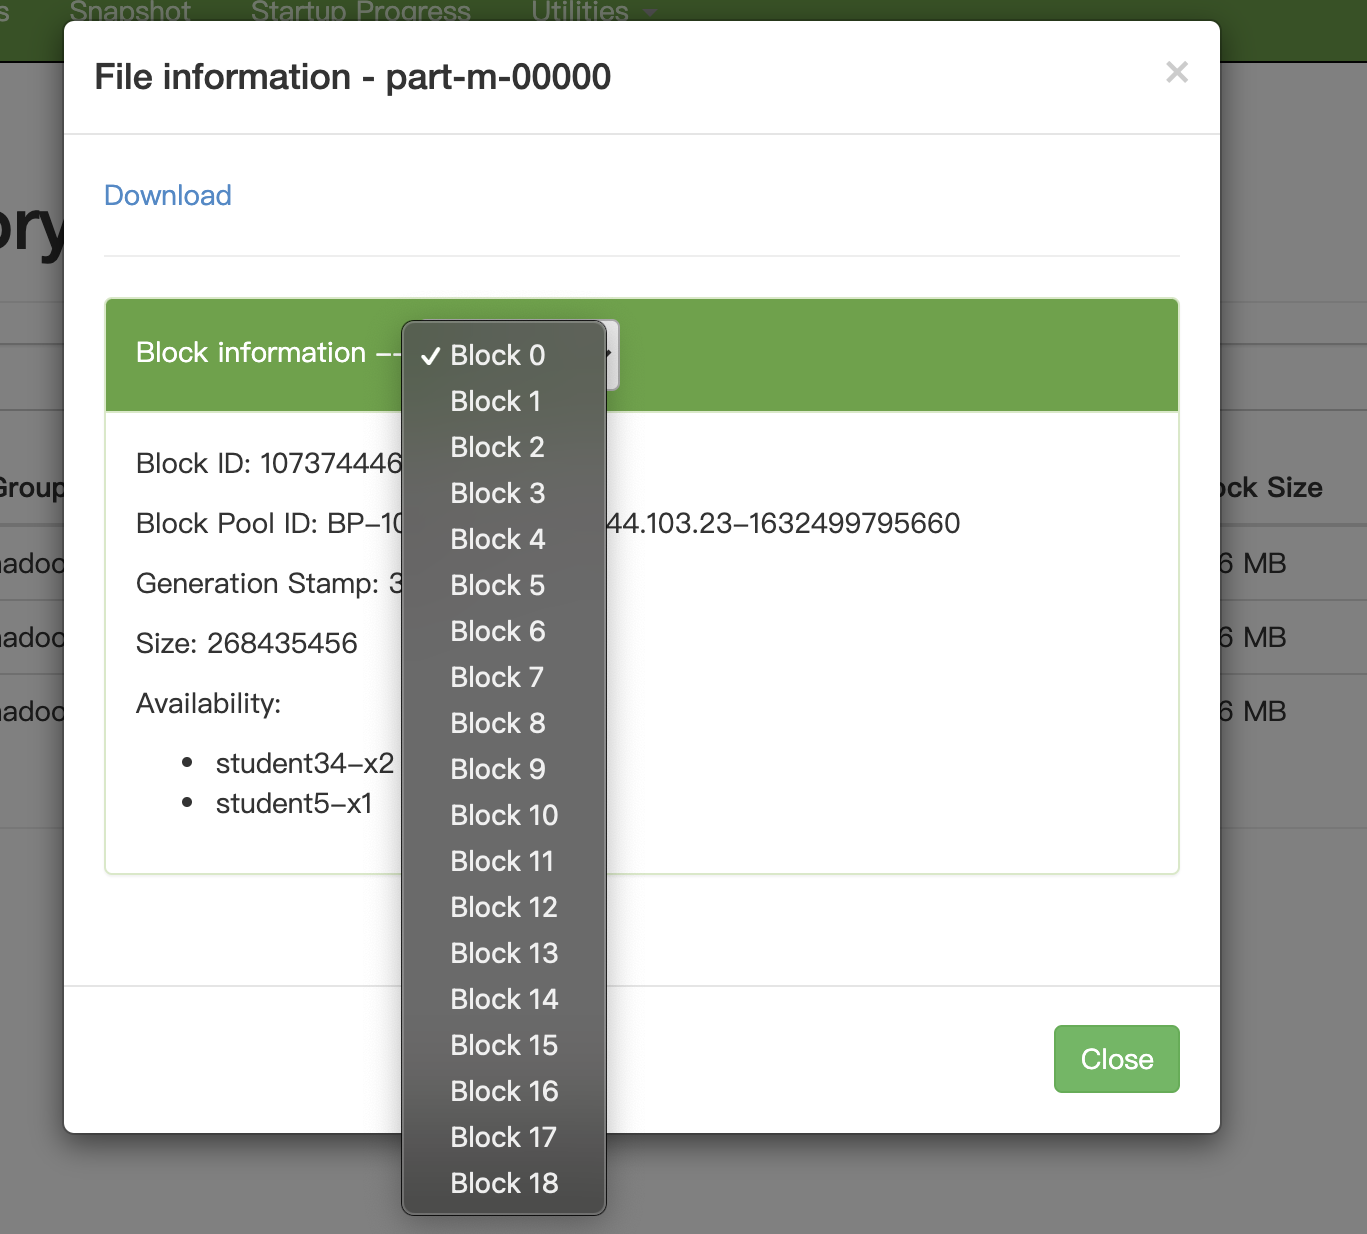 Snapshot Startup Progress Utilities
File information - part-m-00000
×
Download
Block information --
Block 0
Block 1
Block 2
Block 3
Block 4
Block 5
Block 6
Block 7
Block 8
Block 9
Block 10
Block 11
Block 12
Block 13
Block 14
Block 15
Block 16
Block 17
Block 18
Block ID: 107374446
Block Pool ID: BP-10 44.103.23-1632499795660
Generation Stamp: 3
Size: 268435456
Availability:
• student34-x2
• student5-x1
Close
ory
Group
ock Size
adoo
6 MB
adoo
6 MB
adoo
6 MB